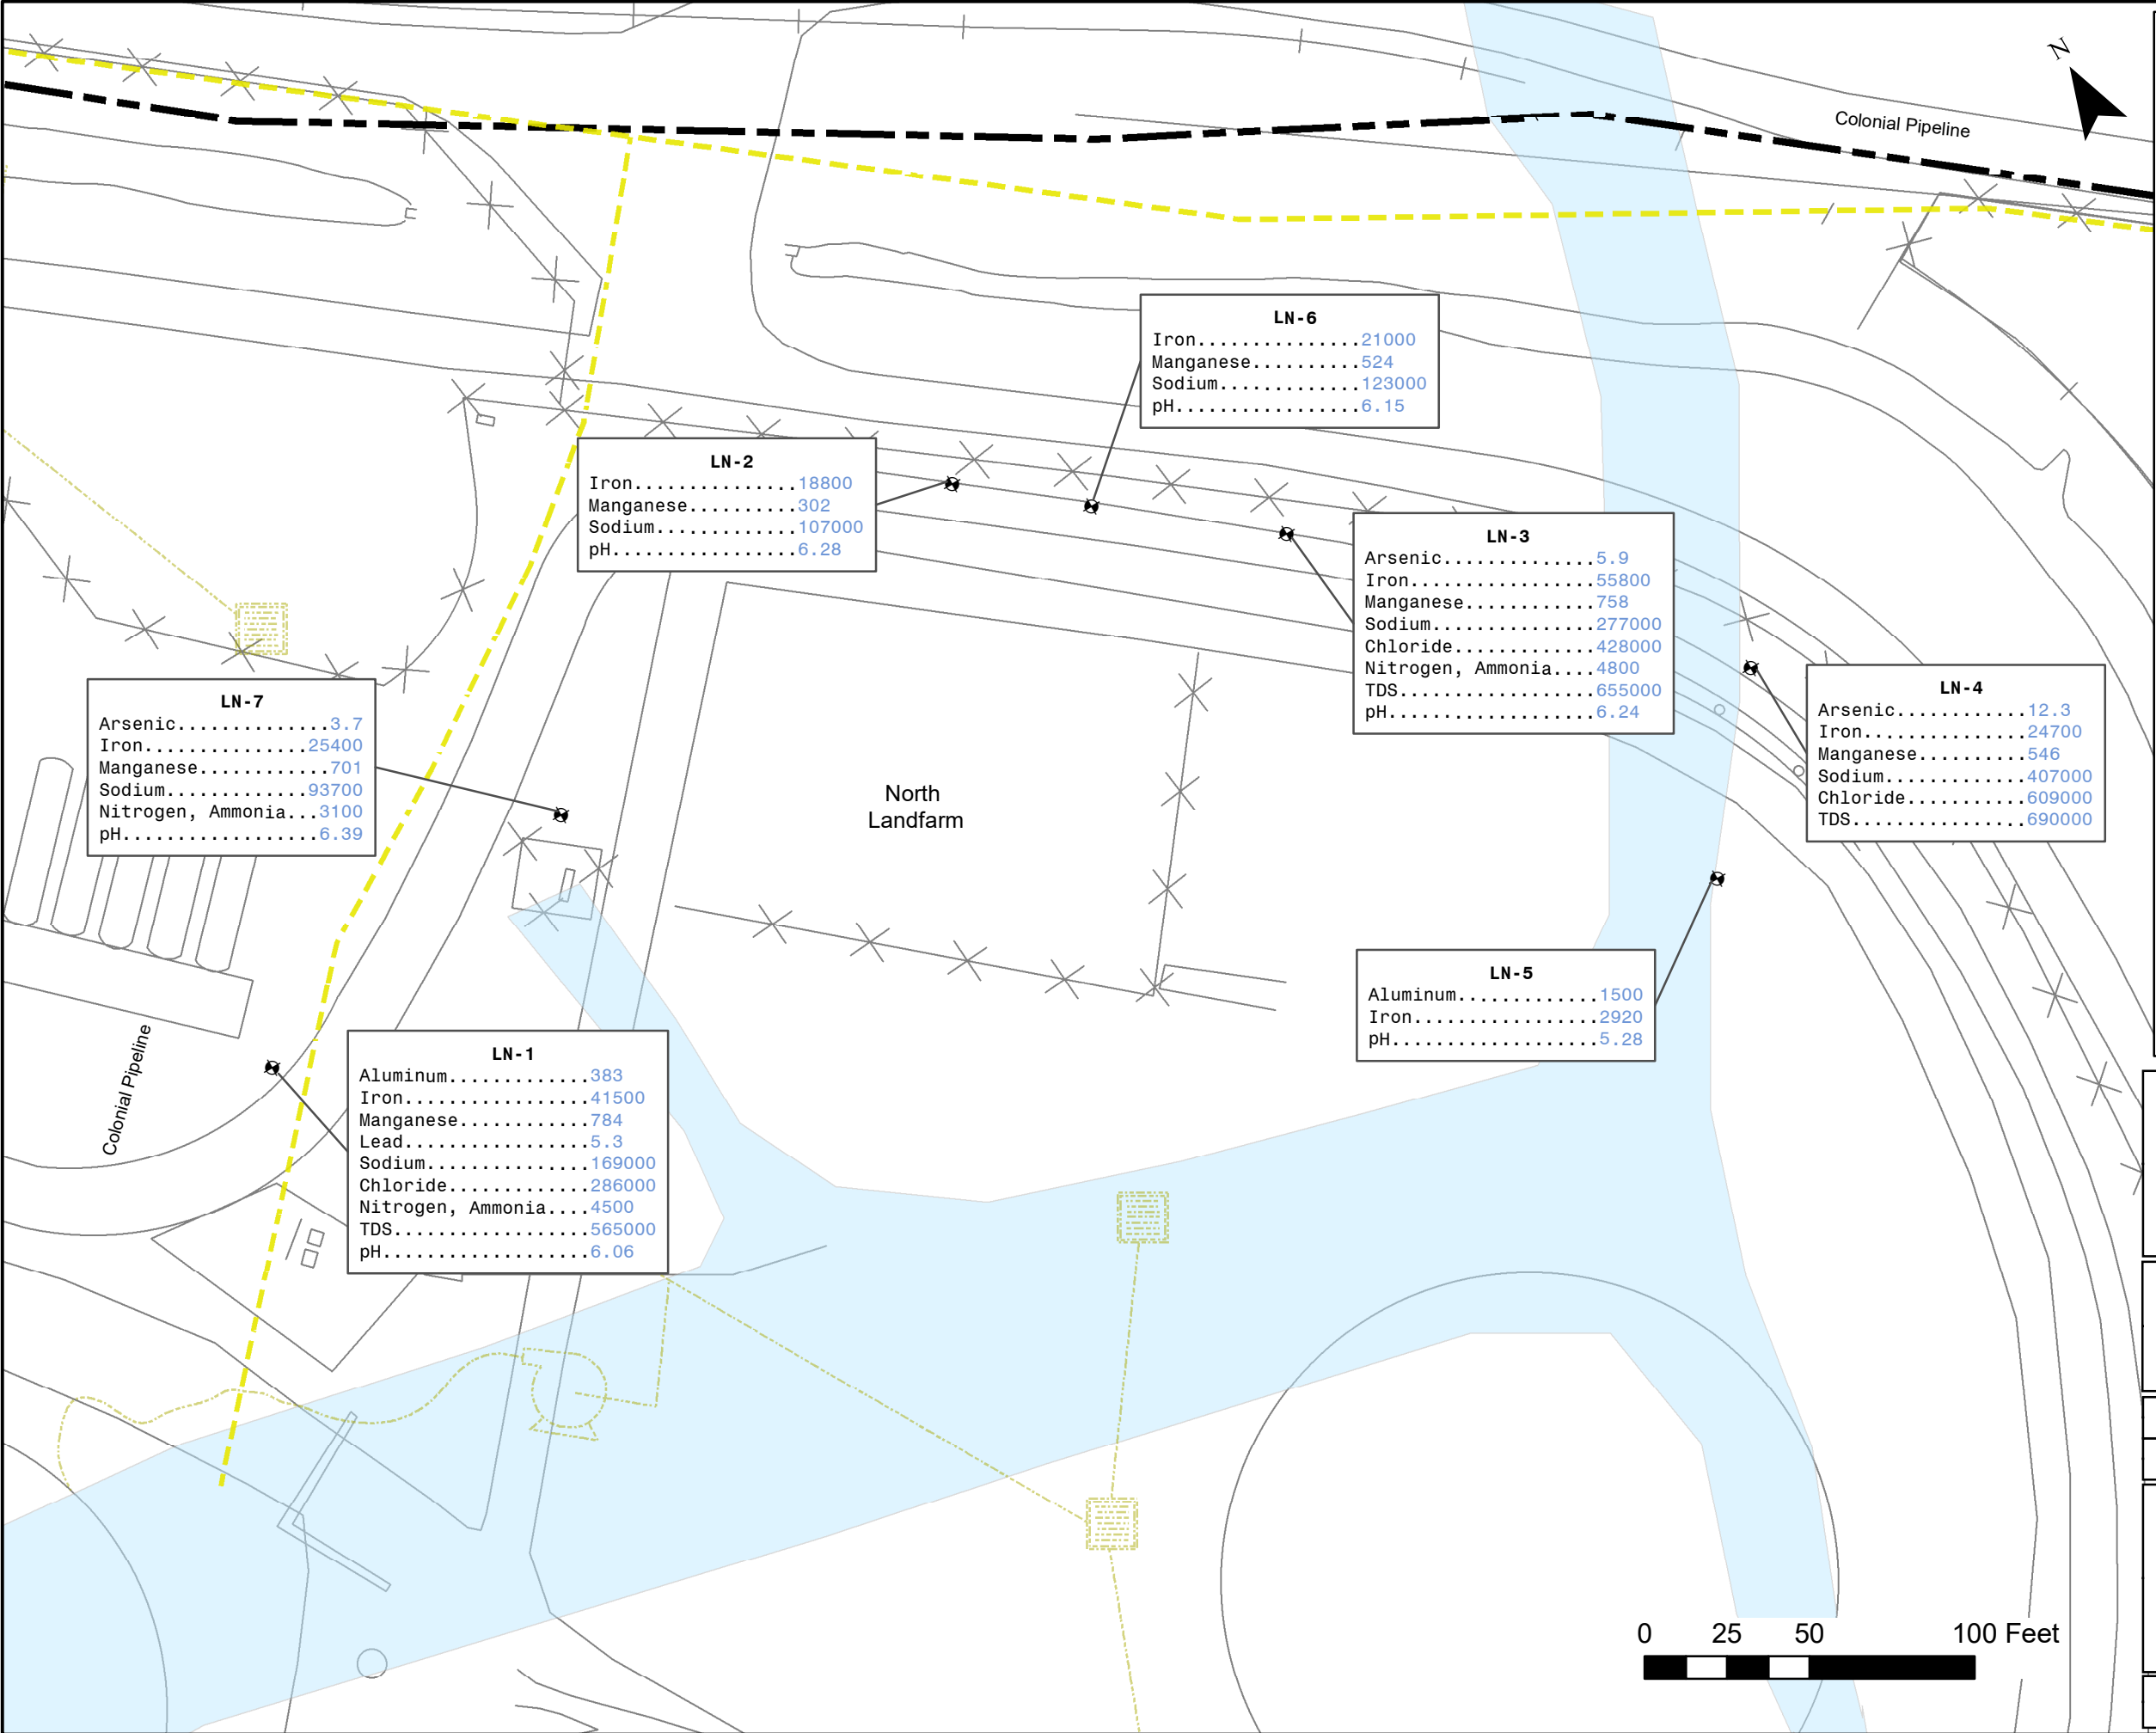 N
Colonial Pipeline
LN-6
Iron...............21000
Manganese..........524
Sodium.............123000
pH.................6.15
LN-2
Iron...............18800
Manganese..........302
Sodium.............107000
pH.................6.28
LN-3
Arsenic.............5.9
Iron................55800
Manganese...........758
Sodium..............277000
Chloride............428000
Nitrogen, Ammonia....4800
TDS.................655000
pH..................6.24
LN-7
Arsenic..............3.7
Iron...............25400
Manganese............701
Sodium.............93700
Nitrogen, Ammonia...3100
pH..................6.39
LN-4
Arsenic............12.3
Iron...............24700
Manganese..........546
Sodium.............407000
Chloride...........609000
TDS................690000
North
Landfarm
LN-5
Aluminum............1500
Iron................2920
pH..................5.28
Colonial Pipeline
LN-1
Aluminum............383
Iron................41500
Manganese...........784
Lead................5.3
Sodium..............169000
Chloride............286000
Nitrogen, Ammonia....4500
TDS.................565000
pH..................6.06
0 25 50 100 Feet